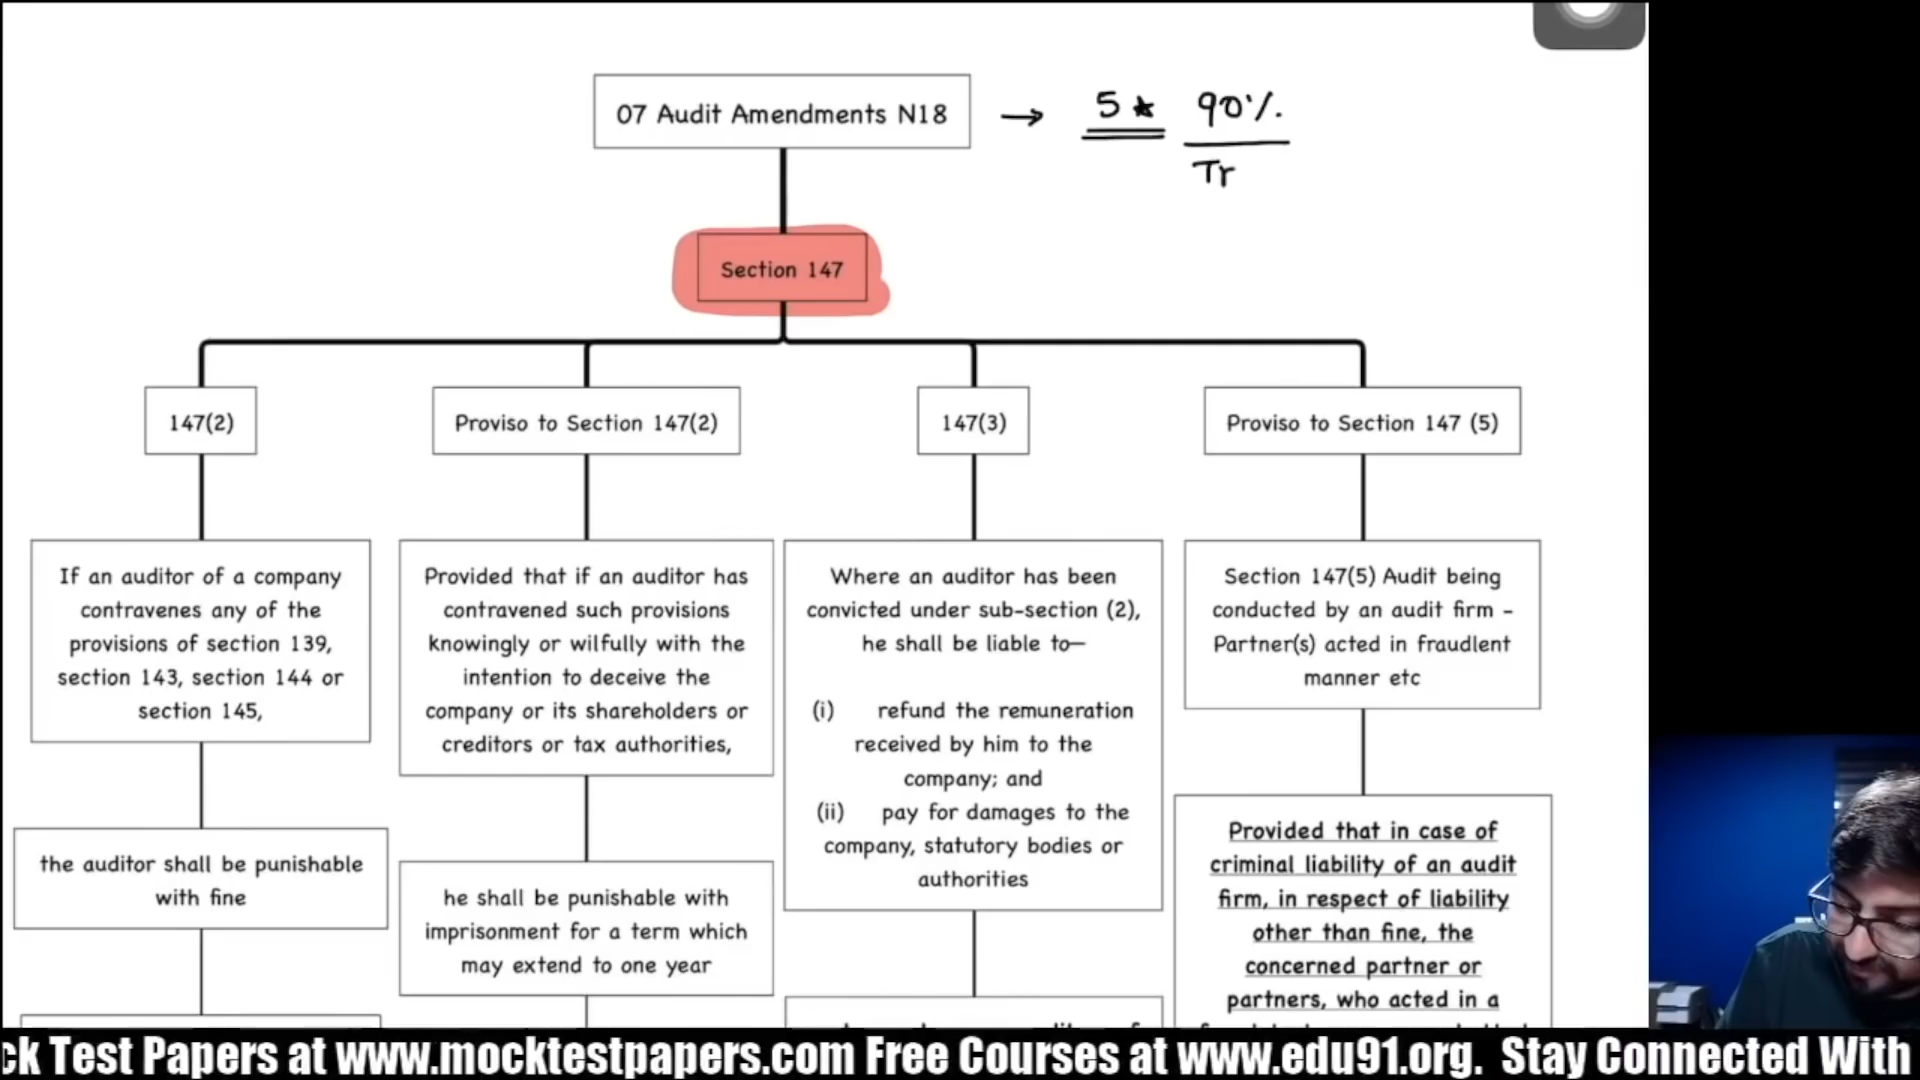 07 Audit Amendments N18
→ 5★ 90%.
Tr
Section 147
147(2)
Proviso to Section 147(2)
147(3)
Proviso to Section 147 (5)
If an auditor of a company
contravenes any of the
provisions of section 139,
section 143, section 144 or
section 145,
the auditor shall be punishable
with fine
Provided that if an auditor has
contravened such provisions
knowingly or wilfully with the
intention to deceive the
company or its shareholders or
creditors or tax authorities,
he shall be punishable with
imprisonment for a term which
may extend to one year
Where an auditor has been
convicted under sub-section (2),
he shall be liable to—
(i) refund the remuneration
received by him to the
company; and
(ii) pay for damages to the
company, statutory bodies or
authorities
Section 147(5) Audit being
conducted by an audit firm -
Partner(s) acted in fraudlent
manner etc
Provided that in case of
criminal liability of an audit
firm, in respect of liability
other than fine, the
concerned partner or
partners, who acted in a
ck Test Papers at www.mocktestpapers.com Free Courses at www.edu91.org. Stay Connected With